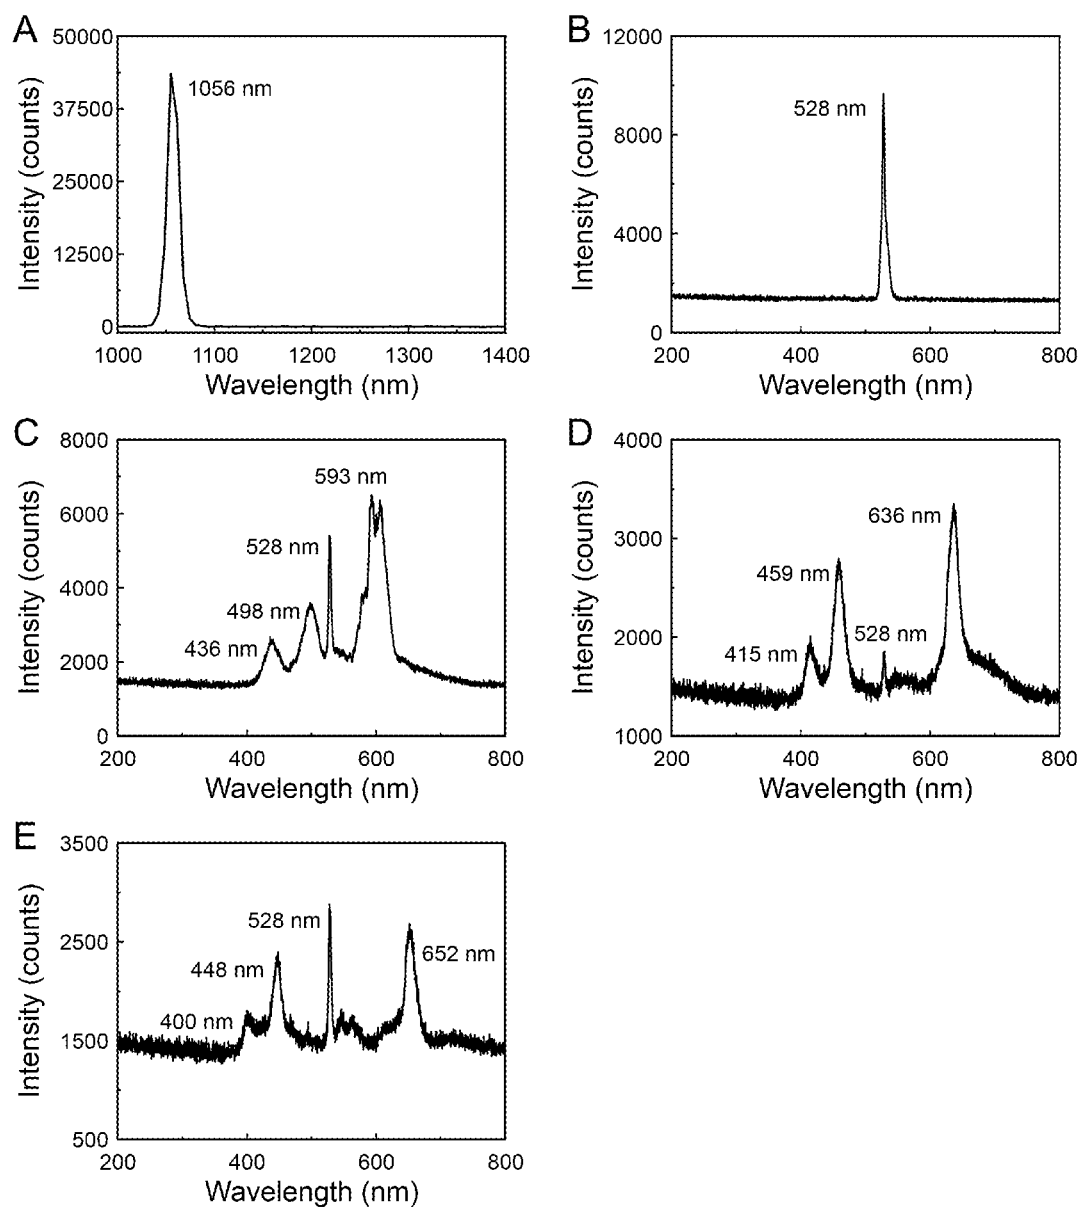 A
50000
37500
25000
12500
0
Intensity (counts)
1056 nm
1000 1100 1200 1300 1400
Wavelength (nm)
B
12000
8000
4000
0
Intensity (counts)
528 nm
200 400 600 800
Wavelength (nm)
C
8000
6000
4000
2000
0
Intensity (counts)
593 nm
528 nm
498 nm
436 nm
200 400 600 800
Wavelength (nm)
D
4000
3000
2000
1000
Intensity (counts)
636 nm
459 nm
528 nm
415 nm
200 400 600 800
Wavelength (nm)
E
3500
2500
1500
500
Intensity (counts)
528 nm
652 nm
448 nm
400 nm
200 400 600 800
Wavelength (nm)